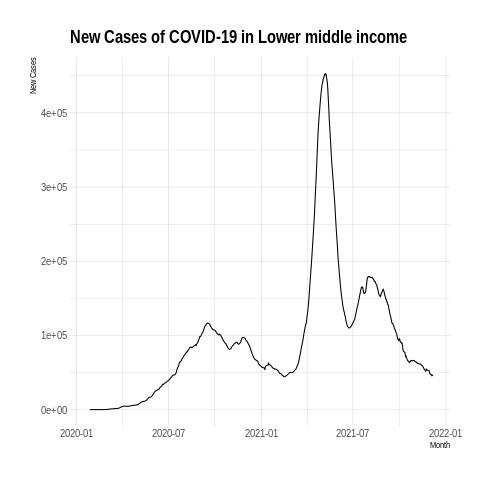 New Cases of COVID-19 in Lower middle income
New Cases
4e+05
3e+05
2e+05
1e+05
0e+00
2020-01 2020-07 2021-01 2021-07 2022-01
Month